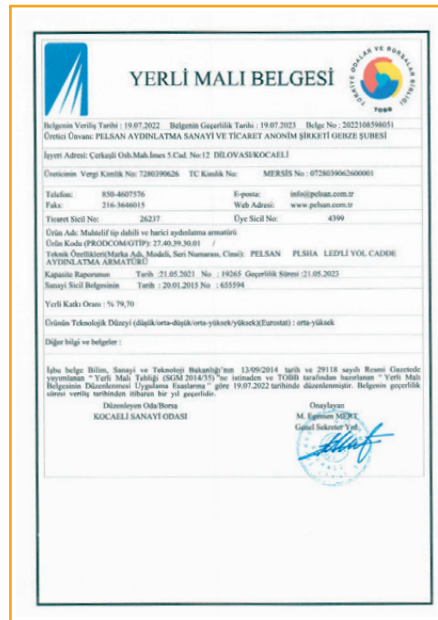 YERLİ MALI BELGESİ
TÜRKİYE ODALAR VE BORSALAR BİRLİĞİ
TOBB
Belgenin Veriliş Tarihi : 19.07.2022 Belgenin Geçerlilik Tarihi : 19.07.2023 Belge No : 2022108598051
Üretici Ünvanı: PELSAN AYDINLATMA SANAYİ VE TİCARET ANONİM ŞİRKETİ GEBZE ŞUBESİ
İşyeri Adresi: Çerkeşli Osb.Mah.İmes 5.Cad. No:12 DİLOVASI/KOCAELİ
Üreticinin Vergi Kimlik No: 7280390626 TC Kimlik No: MERSİS No : 0728039062600001
Telefon: 850-4607576 E-posta: info@pelsan.com.tr
Faks: 216-3646015 Web Adresi: www.pelsan.com.tr
Ticaret Sicil No: 26237 Üye Sicil No: 4399
Ürün Adı: Muhtelif tip dahili ve harici aydınlatma armatürü
Ürün Kodu (PRODCOM/GTİP): 27.40.39.30.01 /
Teknik Özellikleri(Marka Adı, Modeli, Seri Numarası, Cinsi): PELSAN PLSHA LED'Lİ YOL CADDE
AYDINLATMA ARMATÜRÜ
Kapasite Raporunun Tarih :21.05.2021 No : 19265 Geçerlilik Süresi :21.05.2023
Sanayi Sicil Belgesinin Tarih : 20.01.2015 No : 655594
Yerli Katkı Oranı : % 79,70
Ürünün Teknolojik Düzeyi (düşük/orta-düşük/orta-yüksek/yüksek)(Eurostat) : orta-yüksek
Diğer bilgi ve belgeler :
İşbu belge Bilim, Sanayi ve Teknoloji Bakanlığı'nın 13/09/2014 tarih ve 29118 sayılı Resmi Gazetede
yayımlanan " Yerli Malı Tebliği (SGM 2014/35) "ne istinaden ve TOBB tarafından hazırlanan " Yerli Malı
Belgesinin Düzenlenmesi Uygulama Esaslarına " göre 19.07.2022 tarihinde düzenlenmiştir. Belgenin geçerlilik
süresi veriliş tarihinden itibaren bir yıl geçerlidir.
Düzenleyen Oda/Borsa Onaylayan
KOCAELİ SANAYİ ODASI M. Egemen MERT
Genel Sekreter Yrd.